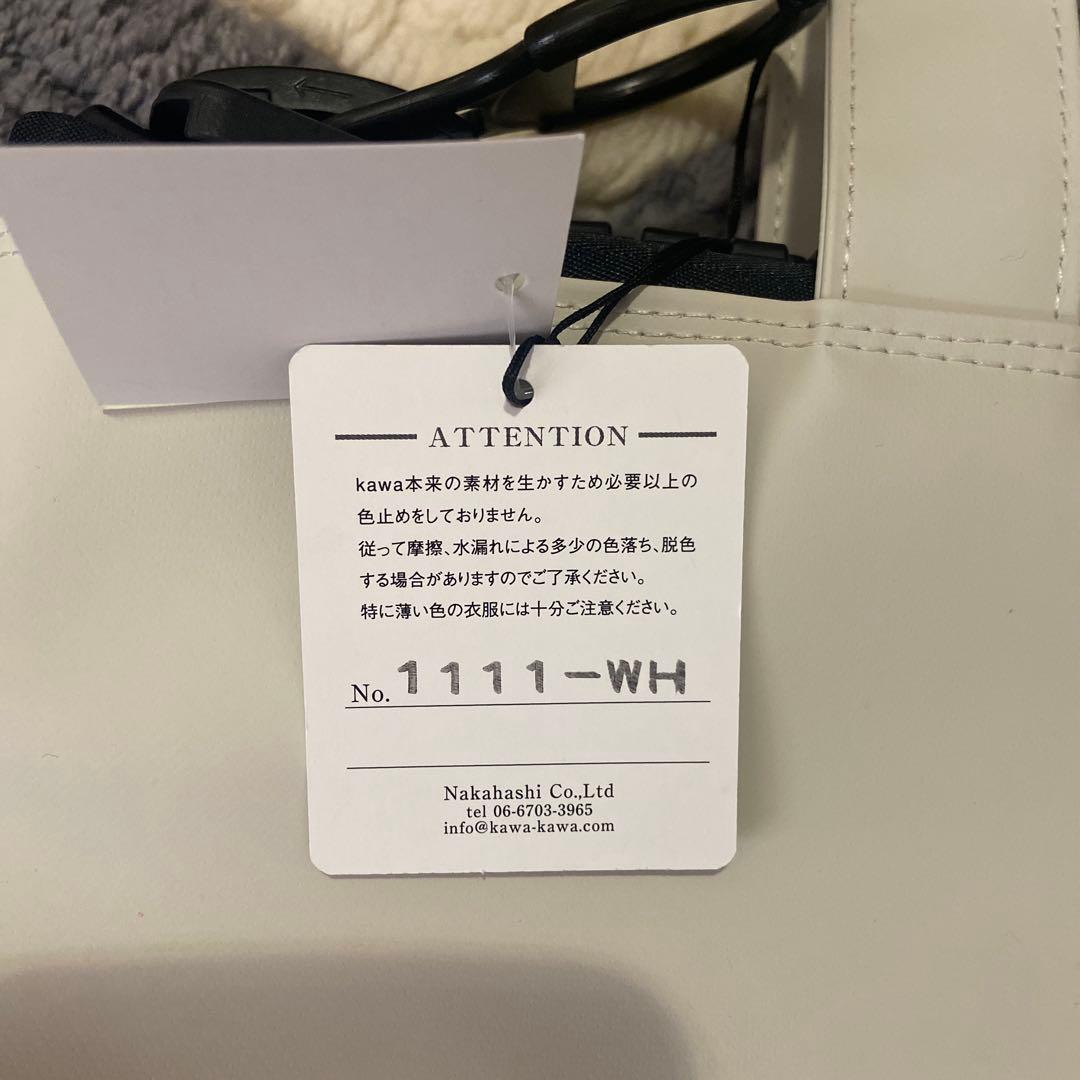 ATTENTION
kawa本来の素材を生かすため必要以上の
色止めをしておりません。
従って摩擦、水漏れによる多少の色落ち、脱色
する場合がありますのでご了承ください。
特に薄い色の衣服には十分ご注意ください。
No. 1111-WH
Nakahashi Co.,Ltd
tel 06-6703-3965
info@kawa-kawa.com